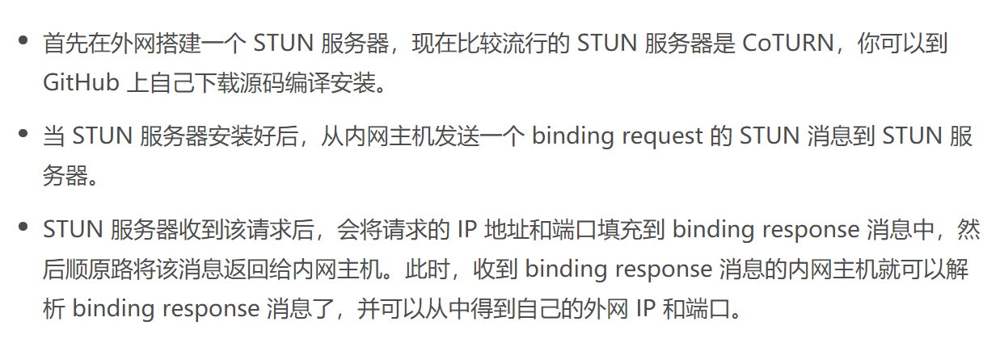 首先在外网搭建一个 STUN 服务器，现在比较流行的 STUN 服务器是 CoTURN，你可以到
GitHub 上自己下载源码编译安装。
当 STUN 服务器安装好后，从内网主机发送一个 binding request 的 STUN 消息到 STUN 服
务器。
STUN 服务器收到该请求后，会将请求的 IP 地址和端口填充到 binding response 消息中，然
后顺原路将该消息返回给内网主机。此时，收到 binding response 消息的内网主机就可以解
析 binding response 消息了，并可以从中得到自己的外网 IP 和端口。